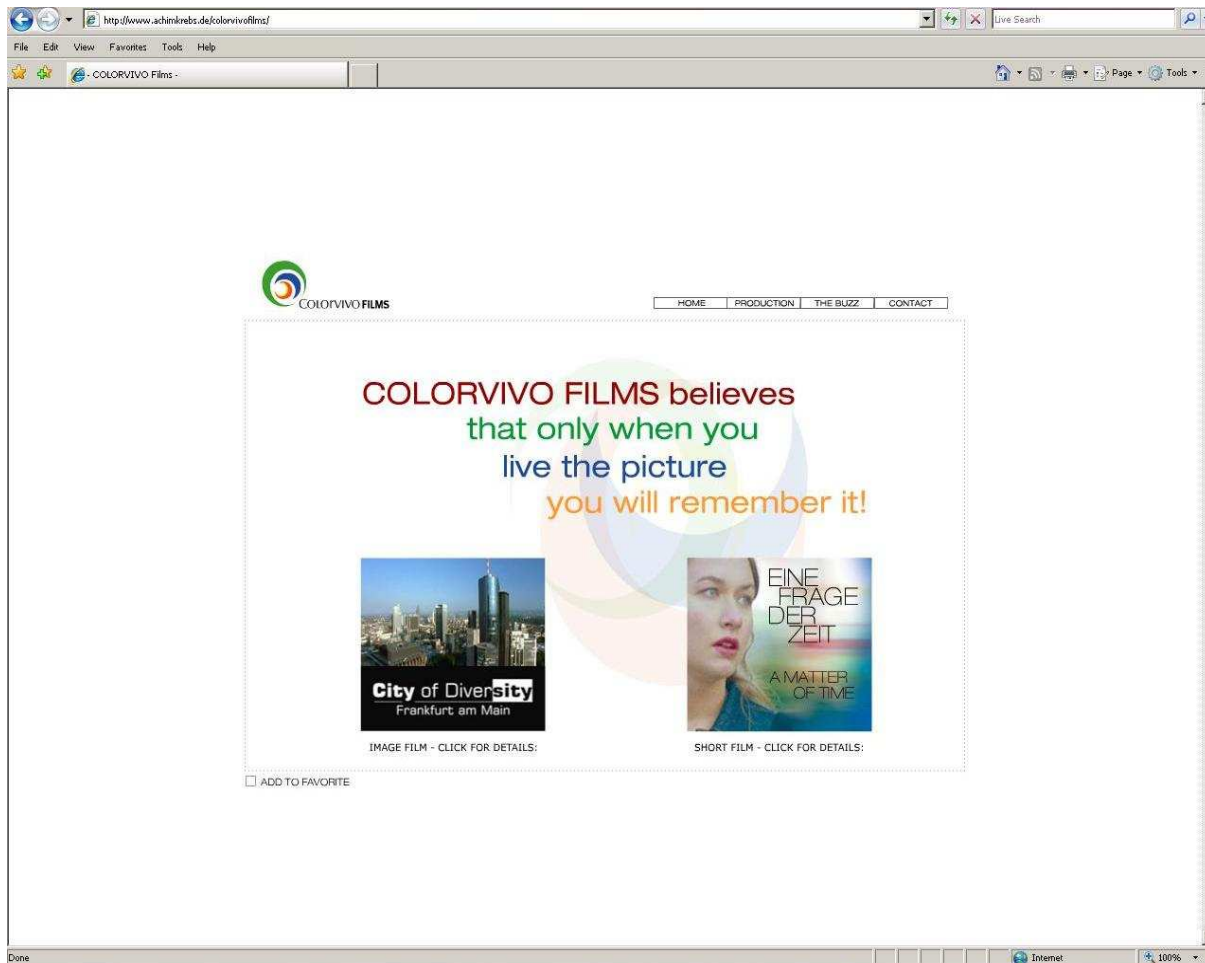 http://www.achimkrebs.de/colorvivofilms/
Live Search
File Edit View Favorites Tools Help
- COLORVIVO Films -
Page Tools
COLORVIVO FILMS
HOME PRODUCTION THE BUZZ CONTACT
COLORVIVO FILMS believes
that only when you
live the picture
you will remember it!
City of Diversity
Frankfurt am Main
EINE
FRAGE
DER
ZEIT
A MATTER
OF TIME
IMAGE FILM - CLICK FOR DETAILS:
SHORT FILM - CLICK FOR DETAILS:
ADD TO FAVORITE
Done
Internet
100%